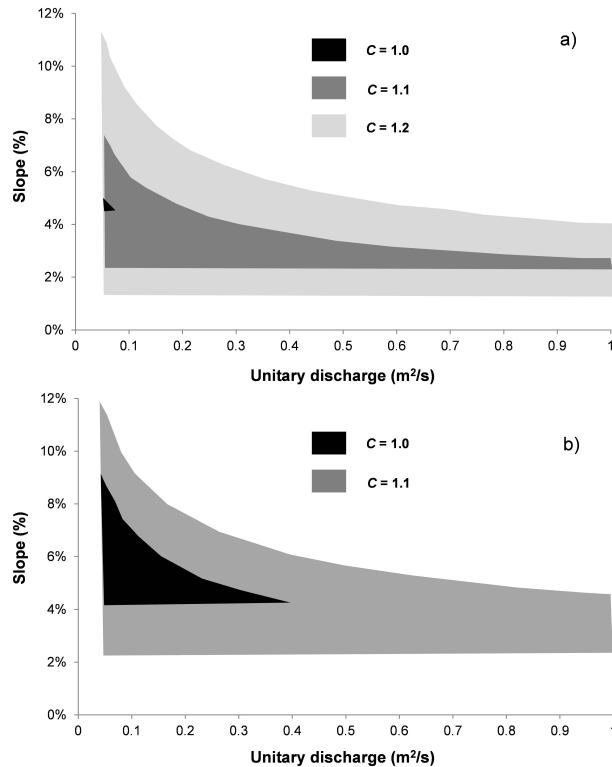 12%
10%
8%
6%
4%
2%
0%
Slope (%)
a)
C = 1.0
C = 1.1
C = 1.2
0 0.1 0.2 0.3 0.4 0.5 0.6 0.7 0.8 0.9 1
Unitary discharge (m²/s)
12%
10%
8%
6%
4%
2%
0%
Slope (%)
b)
C = 1.0
C = 1.1
0 0.1 0.2 0.3 0.4 0.5 0.6 0.7 0.8 0.9 1
Unitary discharge (m²/s)